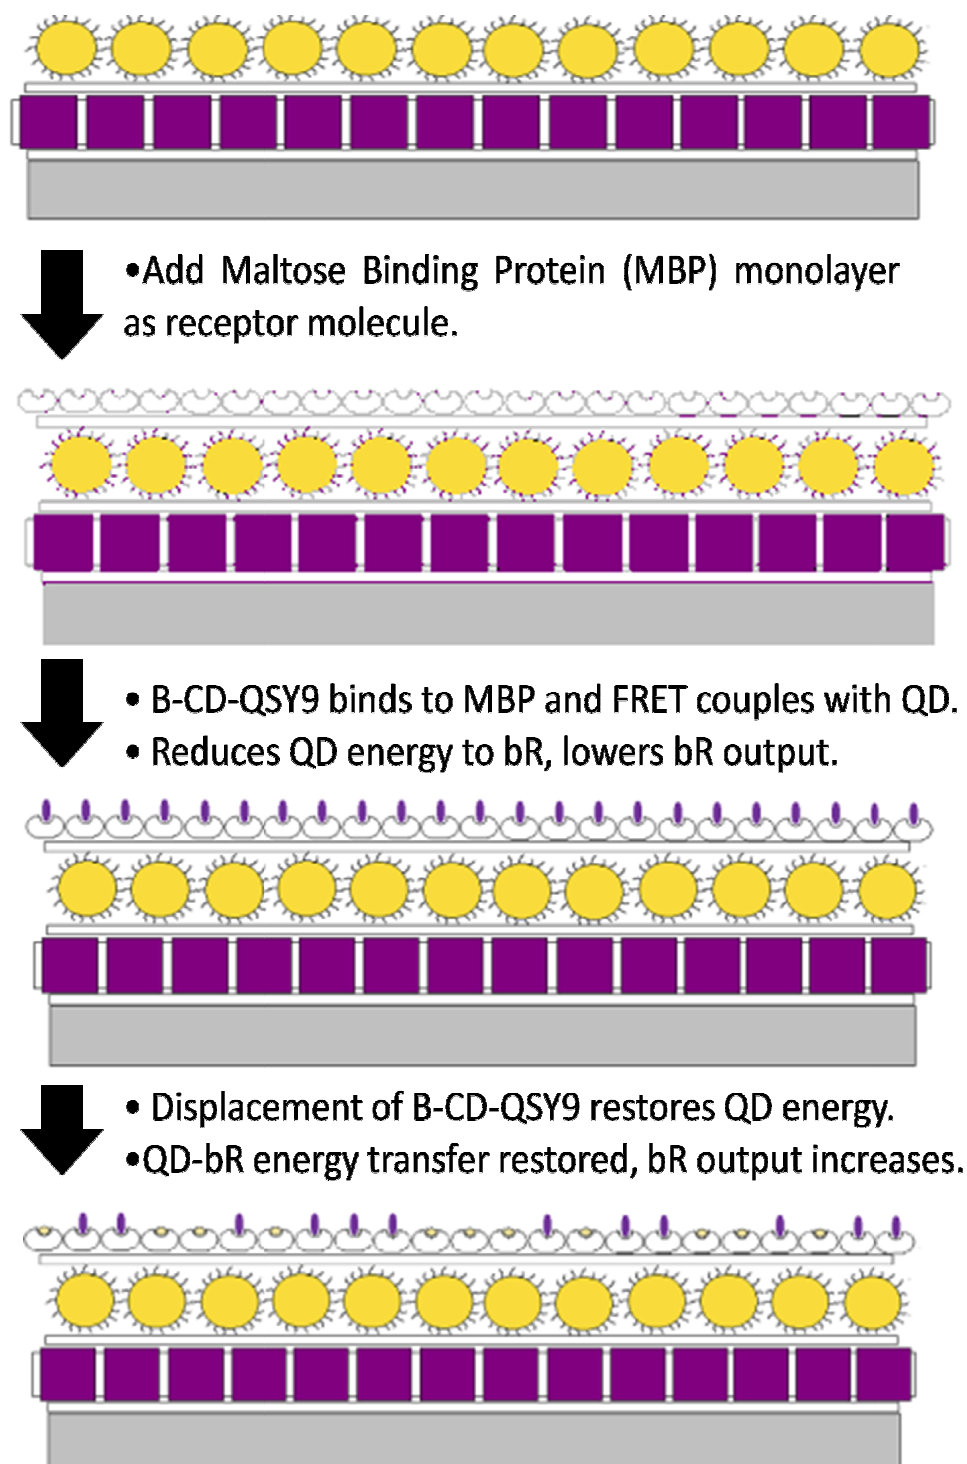 •Add Maltose Binding Protein (MBP) monolayer
as receptor molecule.
• B-CD-QSY9 binds to MBP and FRET couples with QD.
• Reduces QD energy to bR, lowers bR output.
• Displacement of B-CD-QSY9 restores QD energy.
•QD-bR energy transfer restored, bR output increases.